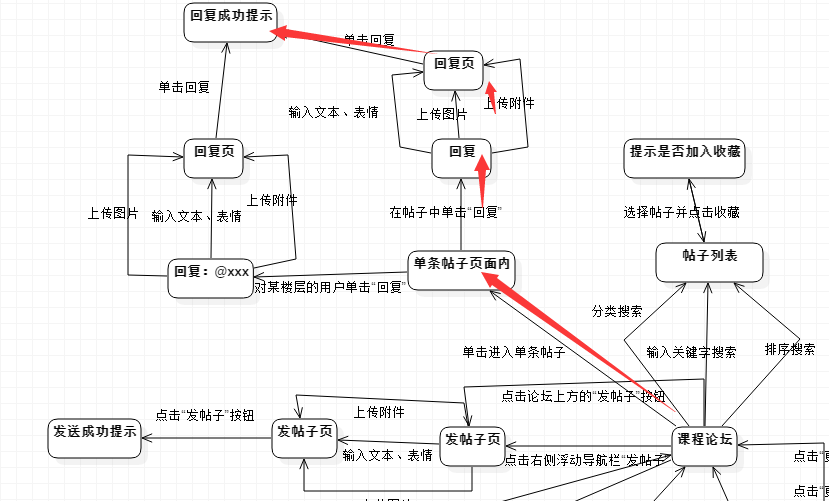 回复成功提示
单击回复
回复页
单击回复
输入文本、表情
上传图片
上传附件
回复页
回复
提示是否加入收藏
上传图片
输入文本、表情
上传附件
在帖子中单击“回复”
选择帖子并点击收藏
回复：@xxx
单条帖子页面内
帖子列表
对某楼层的用户单击“回复”
分类搜索
单击进入单条帖子
输入关键字搜索
排序搜索
点击论坛上方的“发帖子”按钮
点击“发帖子”按钮
上传附件
发送成功提示
发帖子页
发帖子页
课程论坛
输入文本、表情
点击右侧浮动导航栏“发帖子”
点击“
点击“